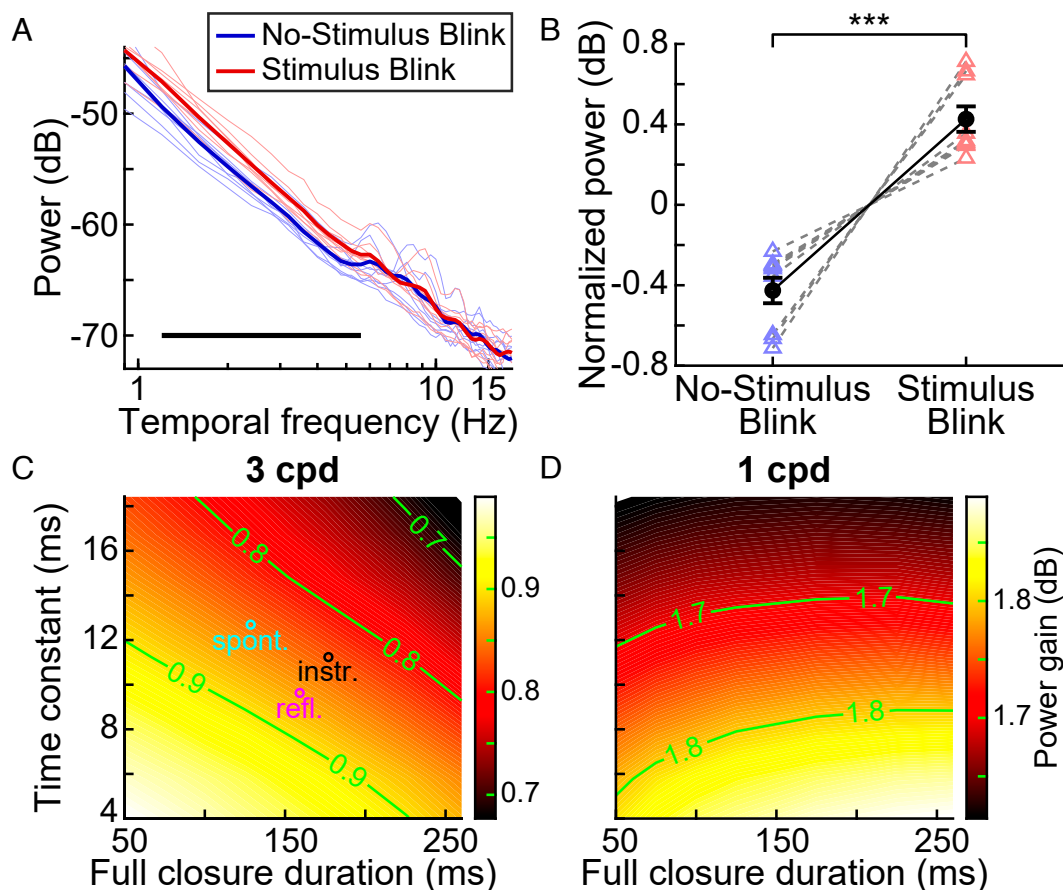 A
No-Stimulus Blink
Stimulus Blink
Power (dB)
-50
-60
-70
1
10
15
Temporal frequency (Hz)
B
***
Normalized power (dB)
0.8
0.4
0
-0.4
-0.8
No-Stimulus
Blink
Stimulus
Blink
C
3 cpd
Time constant (ms)
16
12
8
4
0.8
0.7
0.8
0.9
0.9
spont.
instr.
refl.
50
150
250
Full closure duration (ms)
0.9
0.8
0.7
D
1 cpd
1.7
1.7
1.8
1.8
50
150
250
Full closure duration (ms)
1.8
1.7
Power gain (dB)